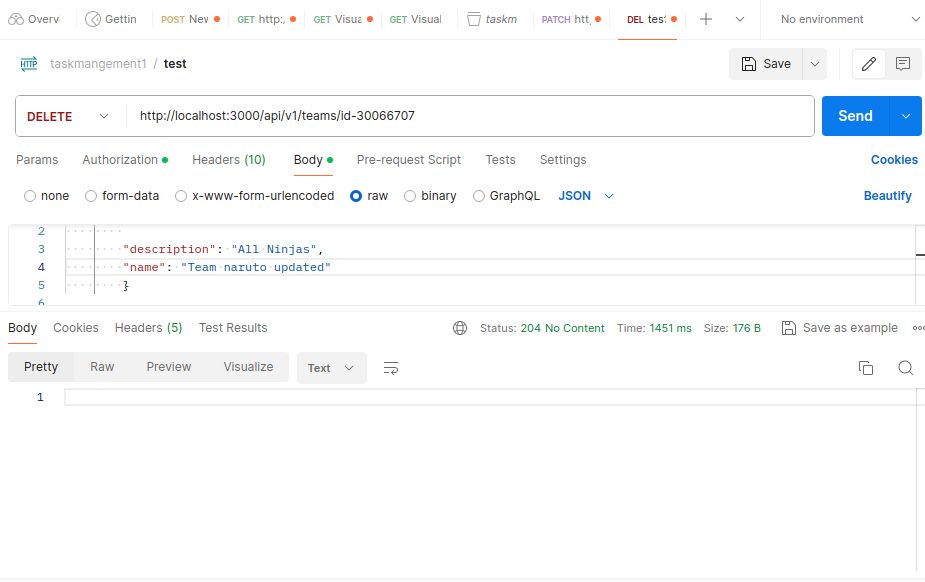 Overvi Gettin POST New GET http:, GET Visua GET Visual taskm PATCH htt DEL test No environment
HTTP taskmangement1 / test Save
DELETE http://localhost:3000/api/v1/teams/id-30066707 Send
Params Authorization Headers (10) Body Pre-request Script Tests Settings Cookies
none form-data x-www-form-urlencoded raw binary GraphQL JSON Beautify
2
3 "description": "All Ninjas",
4 "name": "Team naruto updated"
5 }
6
Body Cookies Headers (5) Test Results Status: 204 No Content Time: 1451 ms Size: 176 B Save as example
Pretty Raw Preview Visualize Text
1